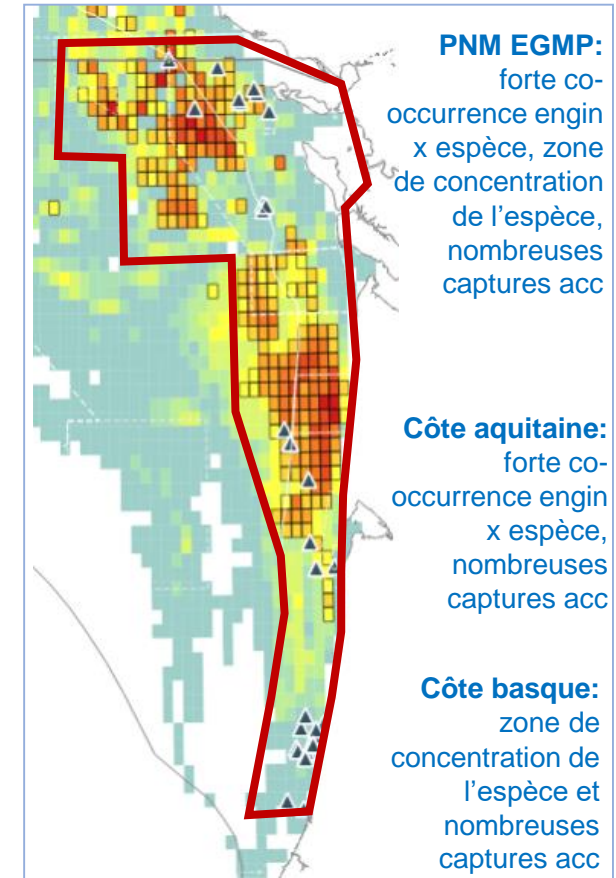 PNM EGMP:
forte co-
occurrence engin
x espèce, zone
de concentration
de l'espèce,
nombreuses
captures acc
Côte aquitaine:
forte co-
occurrence engin
x espèce,
nombreuses
captures acc
Côte basque:
zone de
concentration de
l'espèce et
nombreuses
captures acc